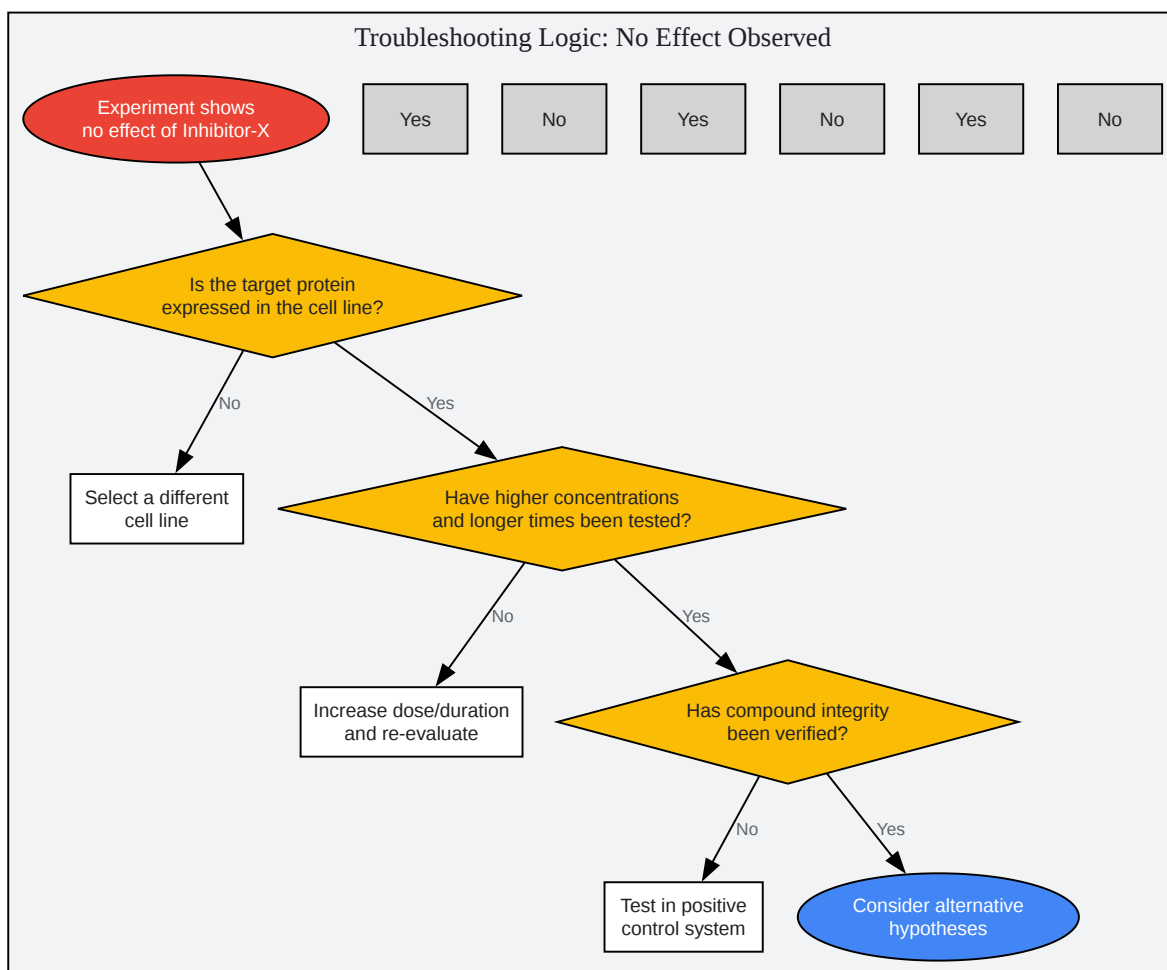 Troubleshooting Logic: No Effect Observed
Experiment shows
no effect of Inhibitor-X
Yes
No
Yes
No
Yes
No
Is the target protein
expressed in the cell line?
No
Yes
Select a different
cell line
Have higher concentrations
and longer times been tested?
No
Yes
Increase dose/duration
and re-evaluate
Has compound integrity
been verified?
No
Yes
Test in positive
control system
Consider alternative
hypotheses